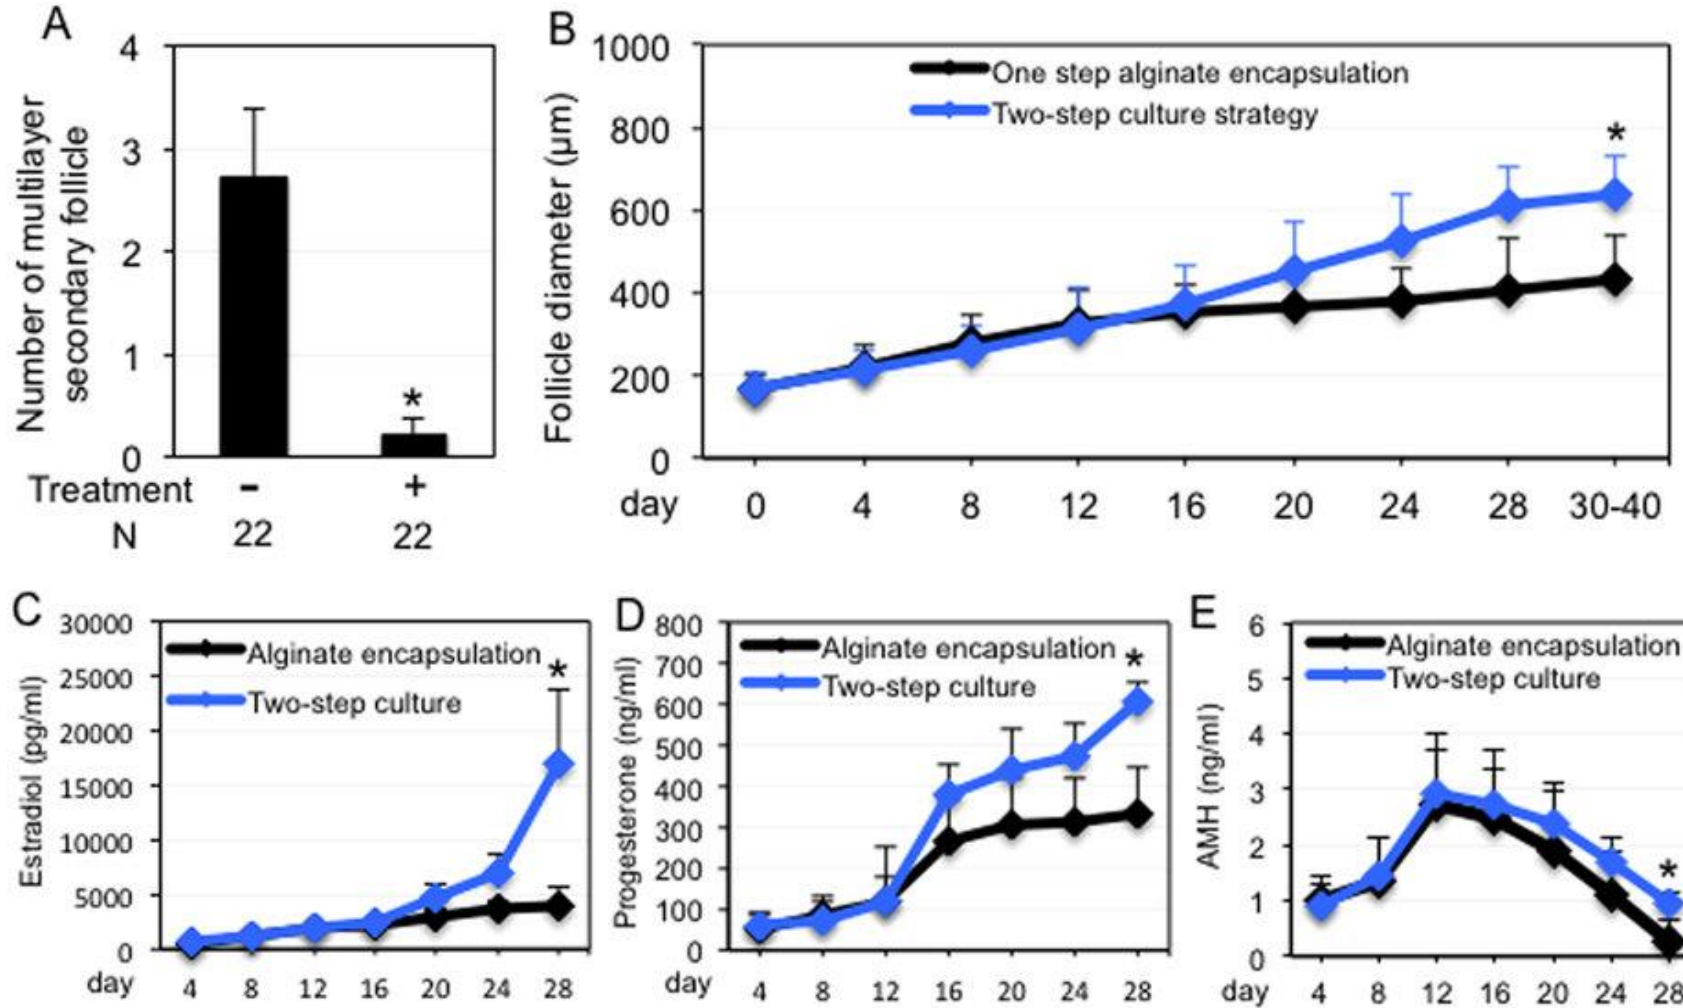 A
4
3
2
1
0
Number of multilayer
secondary follicle
*
Treatment - +
N 22 22
B
1000
800
600
400
200
0
Follicle diameter (µm)
One step alginate encapsulation
Two-step culture strategy
*
day 0 4 8 12 16 20 24 28 30-40
C
30000
25000
20000
15000
10000
5000
0
Estradiol (pg/ml)
Alginate encapsulation
Two-step culture
*
day 4 8 12 16 20 24 28
D
800
700
600
500
400
300
200
100
0
Progesterone (ng/ml)
Alginate encapsulation
Two-step culture
*
day 4 8 12 16 20 24 28
E
6
5
4
3
2
1
0
AMH (ng/ml)
Alginate encapsulation
Two-step culture
*
day 4 8 12 16 20 24 28